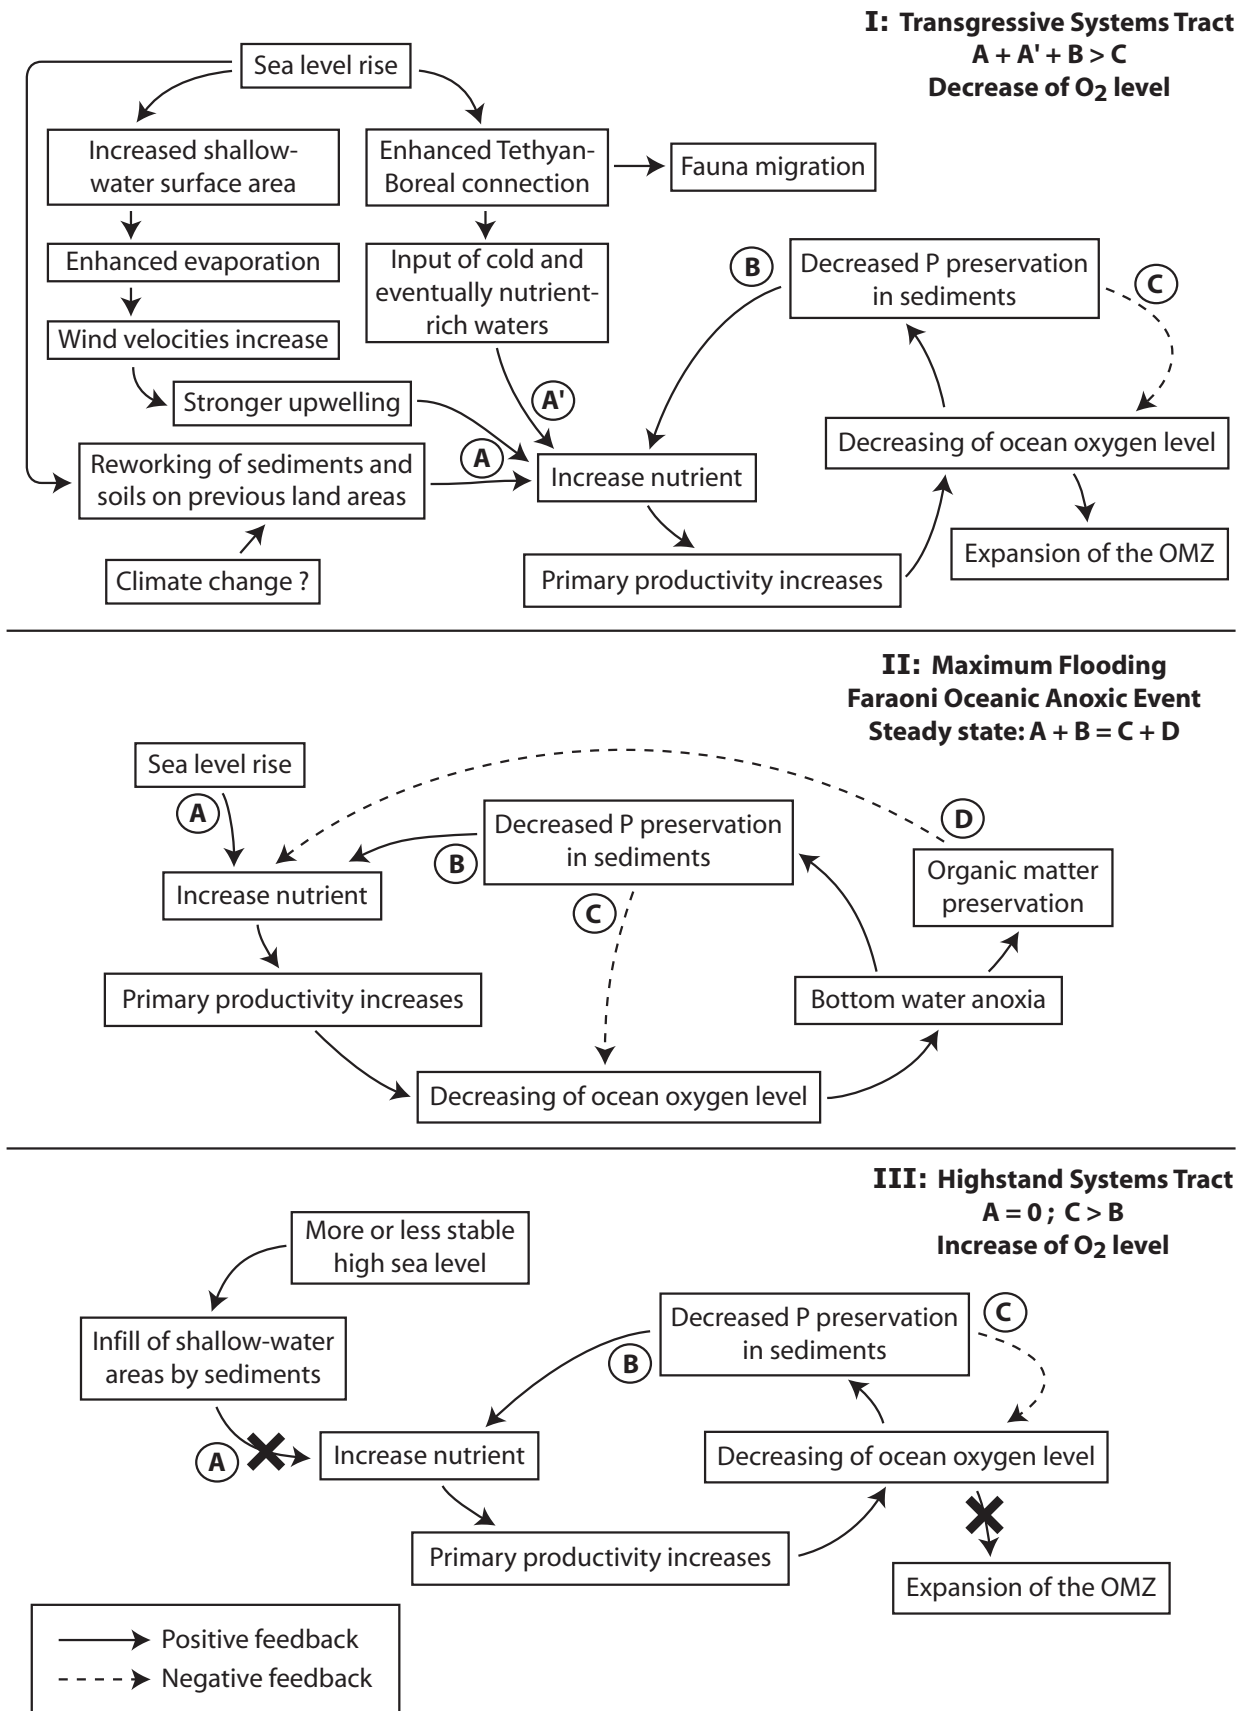 I: Transgressive Systems Tract
A + A' + B > C
Decrease of O2 level
Sea level rise
Increased shallow-
water surface area
Enhanced Tethyan-
Boreal connection
Fauna migration
Enhanced evaporation
Input of cold and
eventually nutrient-
rich waters
B
Decreased P preservation
in sediments
C
Wind velocities increase
Stronger upwelling
A'
A
Reworking of sediments and
soils on previous land areas
Increase nutrient
Decreasing of ocean oxygen level
Climate change ?
Primary productivity increases
Expansion of the OMZ
II: Maximum Flooding
Faraoni Oceanic Anoxic Event
Steady state: A + B = C + D
Sea level rise
A
Decreased P preservation
in sediments
D
B
Increase nutrient
C
Organic matter
preservation
Primary productivity increases
Bottom water anoxia
Decreasing of ocean oxygen level
III: Highstand Systems Tract
A = 0 ; C > B
Increase of O2 level
More or less stable
high sea level
Infill of shallow-water
areas by sediments
Decreased P preservation
in sediments
C
B
A
Increase nutrient
Decreasing of ocean oxygen level
Primary productivity increases
Expansion of the OMZ
Positive feedback
Negative feedback